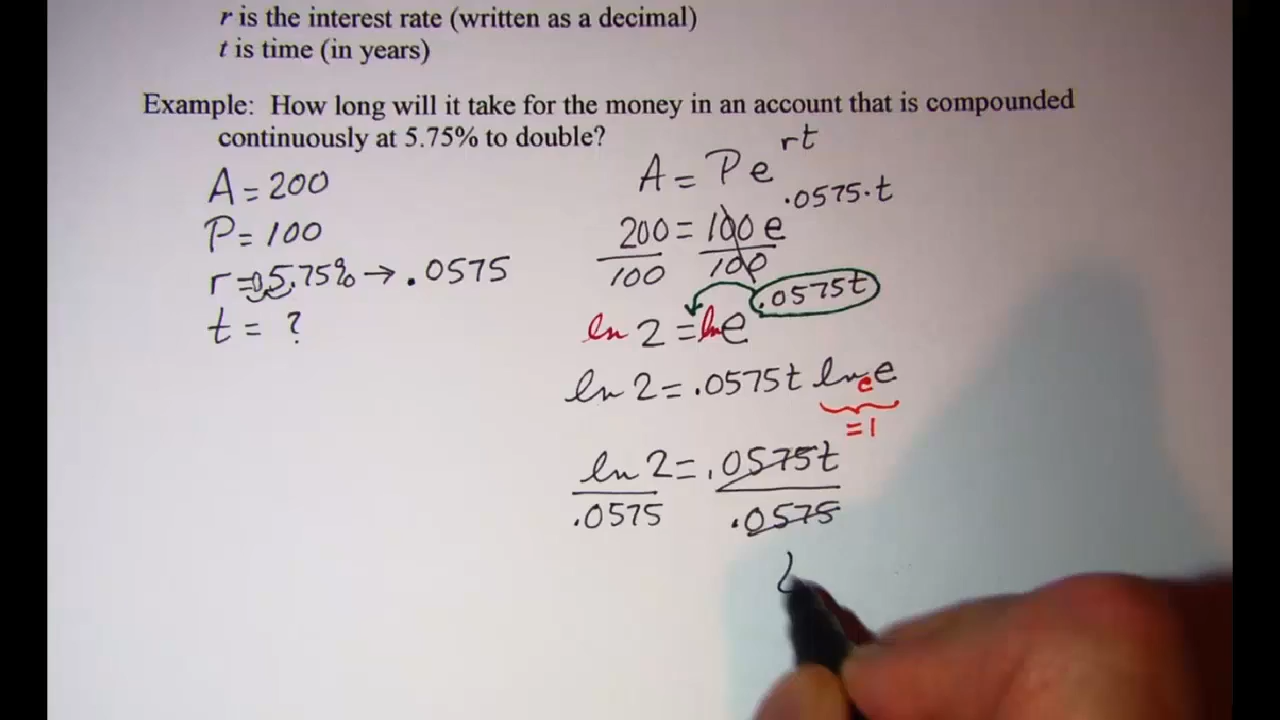 r is the interest rate (written as a decimal)
t is time (in years)
Example: How long will it take for the money in an account that is compounded
continuously at 5.75% to double?
A = 200
P = 100
r = 05.75% → .0575
t = ?
A = Pe^rt
200 = 100e^.0575·t
100 100
ln 2 = ln e^.0575t
ln 2 = .0575t ln e e
= 1
ln 2 = .0575t
.0575 .0575